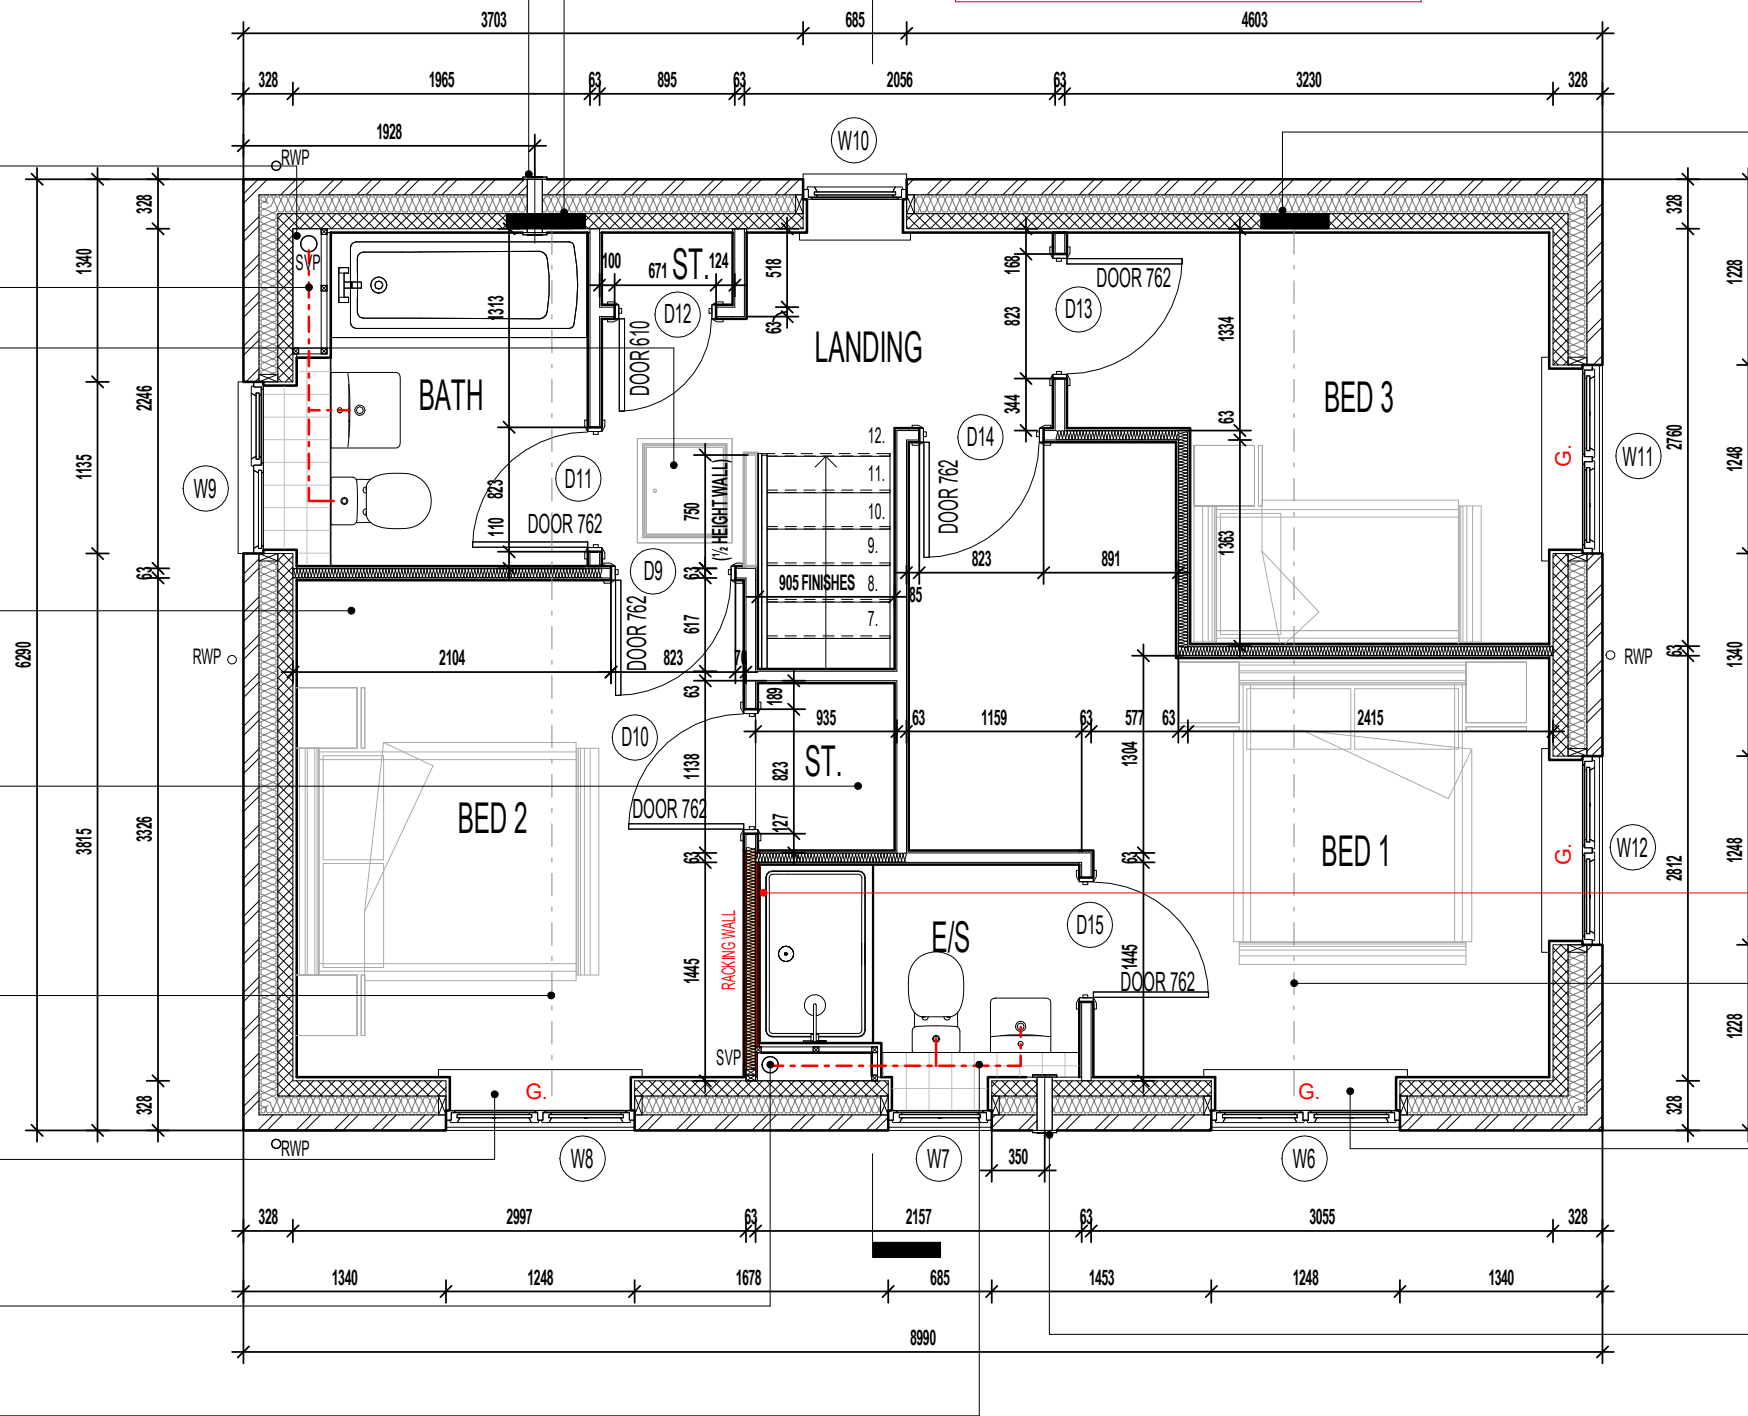 3703 685 4603
328 1965 63 895 63 2056 63 3230 328
1928
W10
RWP
328 1340 2246 1135 63 6290 3815 3326 328
SVP
100 671 ST. 124 518 63
D12
DOOR 610
1313
BATH
LANDING
168 823 344
DOOR 762
D13
1334
BED 3
63
G.
W11
328 1228 2760 1248 63 1340 2812 1248 328 1228
W9
D11
823
110
DOOR 762
12.
11.
10.
9.
8.
7.
750
(½ HEIGHT WALL)
905 FINISHES
85
D14
DOOR 762
823 891
1363
D9
63
DOOR 762
617
RWP
2104 823 70
63
189
RWP
D10
935 63 1159 63 577 63 2415
1138
823
ST.
1304
BED 2
DOOR 762
127
63
63
BED 1
G.
W12
RACKING WALL
1445
E/S
D15
1445
DOOR 762
SVP
G.
G.
RWP
W8
W7
350
W6
328 2997 63 2157 63 3055 328
1340 1248 1678 685 1453 1248 1340
8990